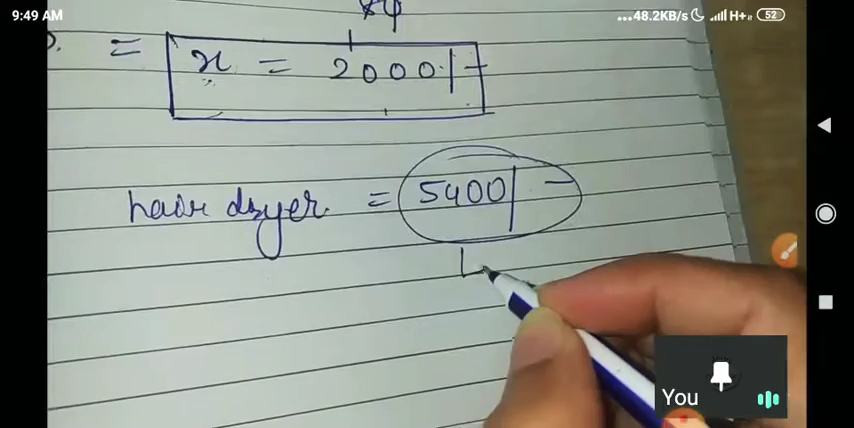 9:49 AM ...48.2KB/s H+ 52
= x = 2000/-
hair dryer = 5400/-
You